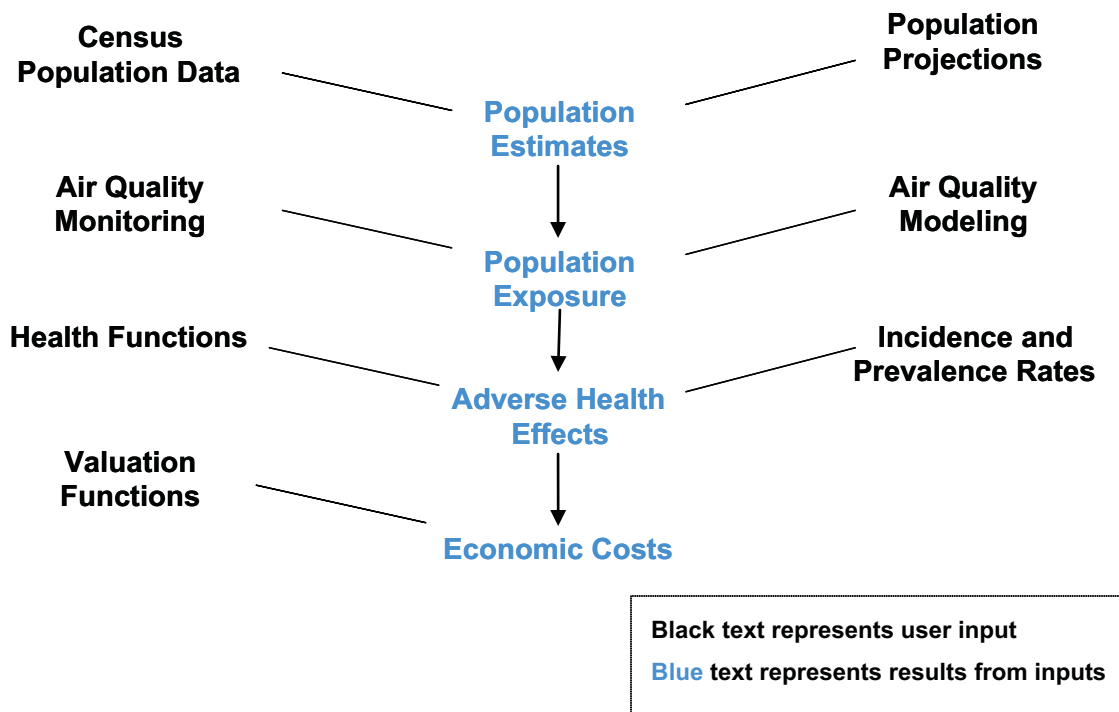 Census
Population Data
Population
Projections
Population
Estimates
Air Quality
Monitoring
Air Quality
Modeling
Population
Exposure
Health Functions
Incidence and
Prevalence Rates
Adverse Health
Effects
Valuation
Functions
Economic Costs
Black text represents user input
Blue text represents results from inputs